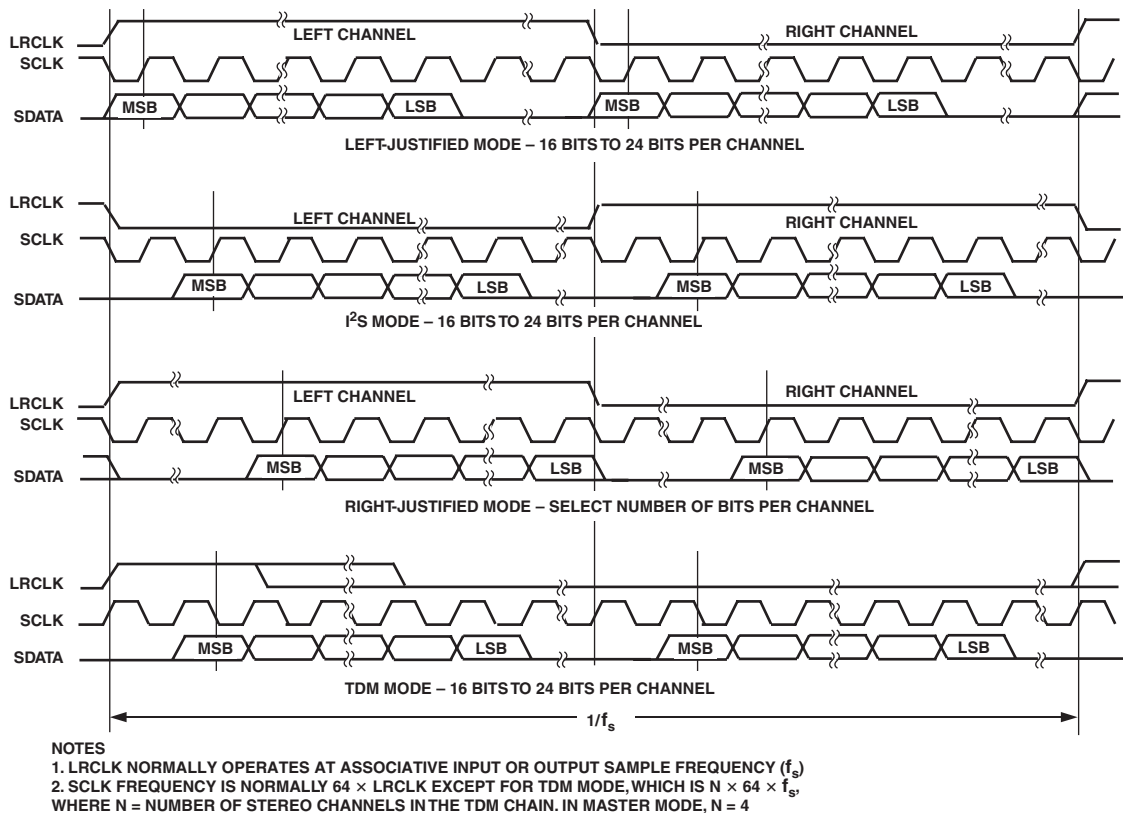 LRCLK
LEFT CHANNEL
RIGHT CHANNEL
SCLK
SDATA
MSB
LSB
MSB
LSB
LEFT-JUSTIFIED MODE – 16 BITS TO 24 BITS PER CHANNEL
LRCLK
LEFT CHANNEL
RIGHT CHANNEL
SCLK
SDATA
MSB
LSB
MSB
LSB
I²S MODE – 16 BITS TO 24 BITS PER CHANNEL
LRCLK
LEFT CHANNEL
RIGHT CHANNEL
SCLK
SDATA
MSB
LSB
MSB
LSB
RIGHT-JUSTIFIED MODE – SELECT NUMBER OF BITS PER CHANNEL
LRCLK
SCLK
SDATA
MSB
LSB
MSB
LSB
TDM MODE – 16 BITS TO 24 BITS PER CHANNEL
1/fs
NOTES
1. LRCLK NORMALLY OPERATES AT ASSOCIATIVE INPUT OR OUTPUT SAMPLE FREQUENCY (fs)
2. SCLK FREQUENCY IS NORMALLY 64 × LRCLK EXCEPT FOR TDM MODE, WHICH IS N × 64 × fs,
WHERE N = NUMBER OF STEREO CHANNELS IN THE TDM CHAIN. IN MASTER MODE, N = 4